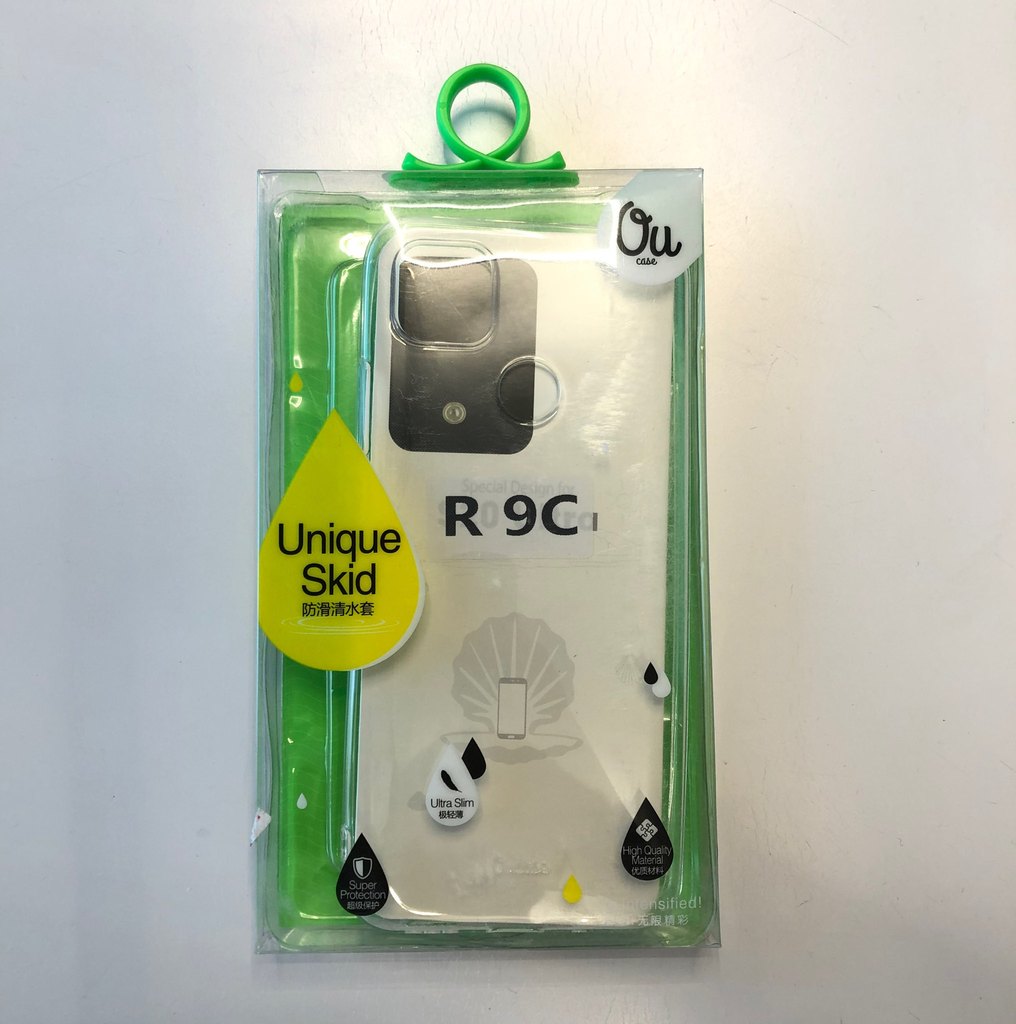 Ou
case
Special Design for
R 9C
Unique
Skid
防滑清水套
Ultra Slim
极轻薄
High Quality
Material
优质材料
Super
Protection
超级保护
intensified!
无限精彩